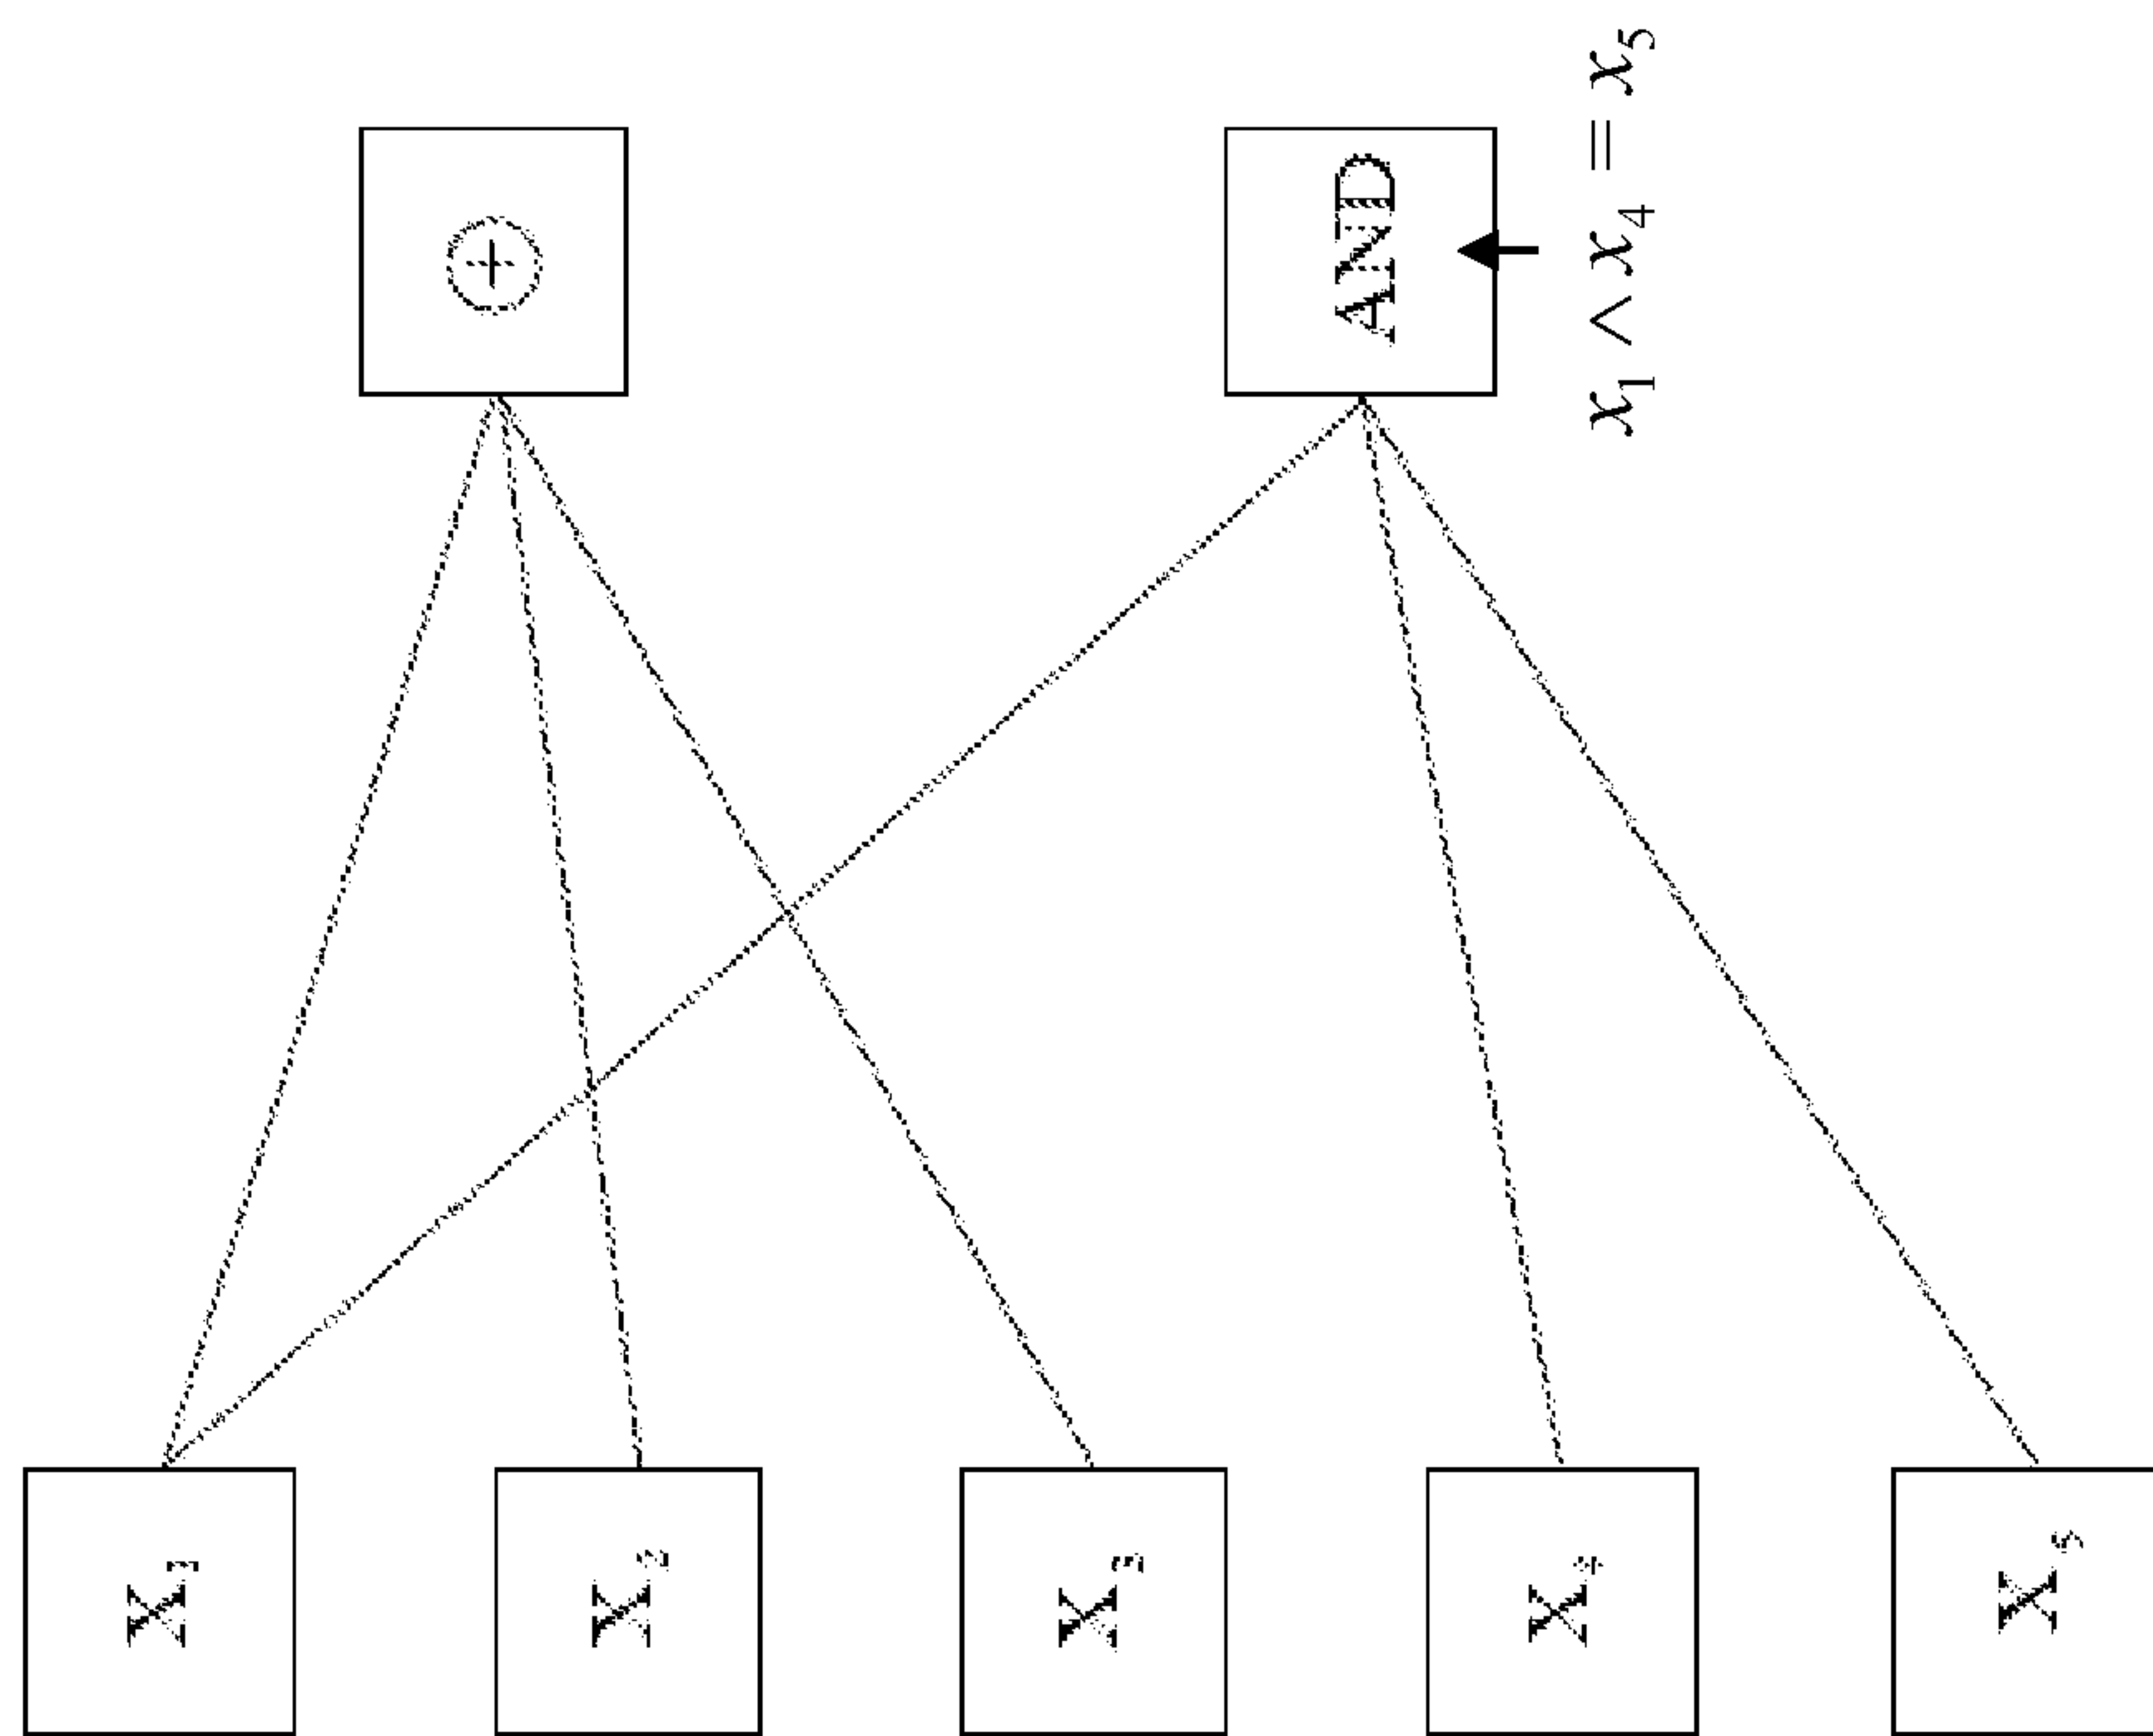 ⊕
AND
x₁ ∧ x₄ = x₅
X₁
X₂
X₃
X₄
X₅